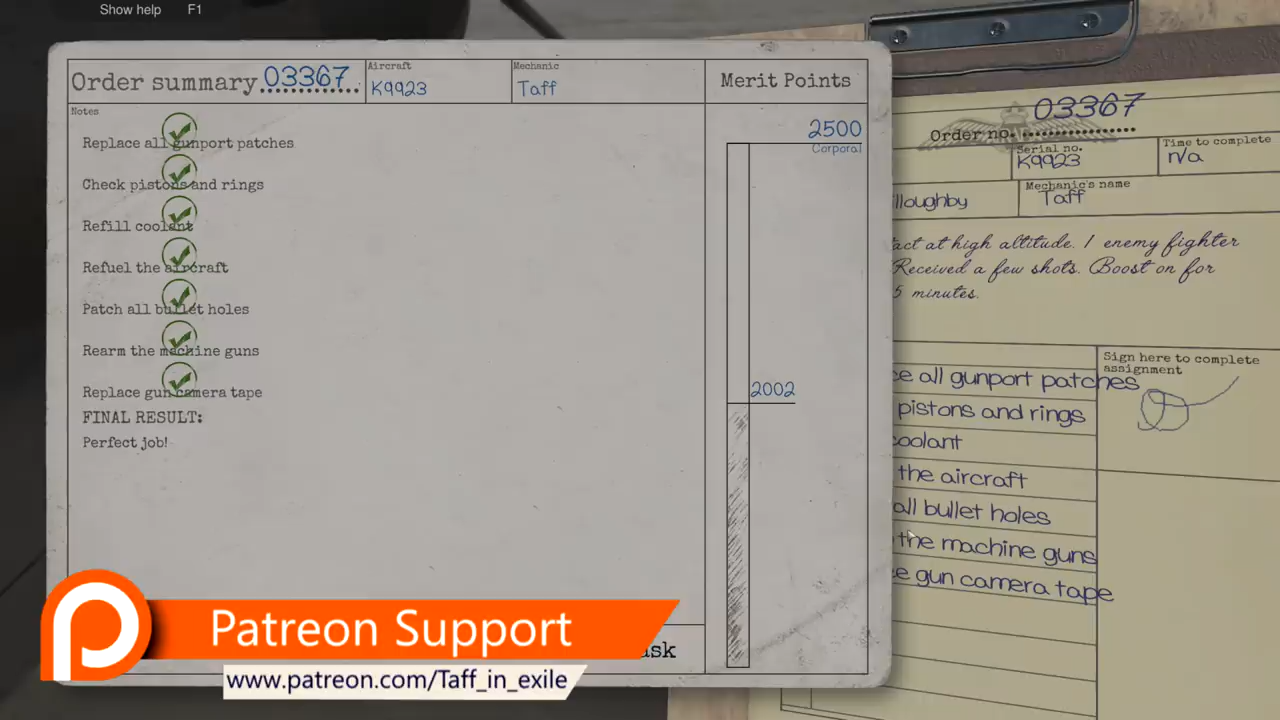 Show help F1
Order summary 03367
Aircraft
K9923
Mechanic
Taff
Merit Points
Notes
Replace all gunport patches
Check pistons and rings
Refill coolant
Refuel the aircraft
Patch all bullet holes
Rearm the machine guns
Replace gun camera tape
FINAL RESULT:
Perfect job!
2500
Corporal
2002
ask
Order no. 03367
Serial no.
K9923
Time to complete
n/a
illoughby
Mechanic's name
Taff
act at high altitude. 1 enemy fighter
Received a few shots. Boost on for
5 minutes.
Sign here to complete
assignment
ce all gunport patches
pistons and rings
coolant
the aircraft
all bullet holes
the machine guns
ce gun camera tape
Patreon Support
www.patreon.com/Taff_in_exile